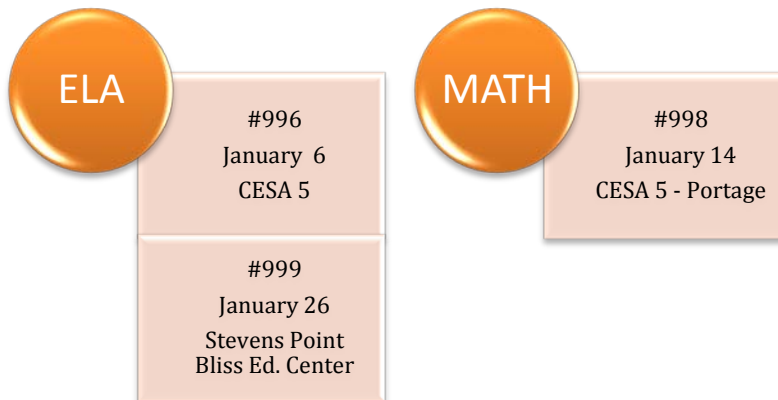 ELA
#996
January 6
CESA 5
#999
January 26
Stevens Point
Bliss Ed. Center
MATH
#998
January 14
CESA 5 - Portage